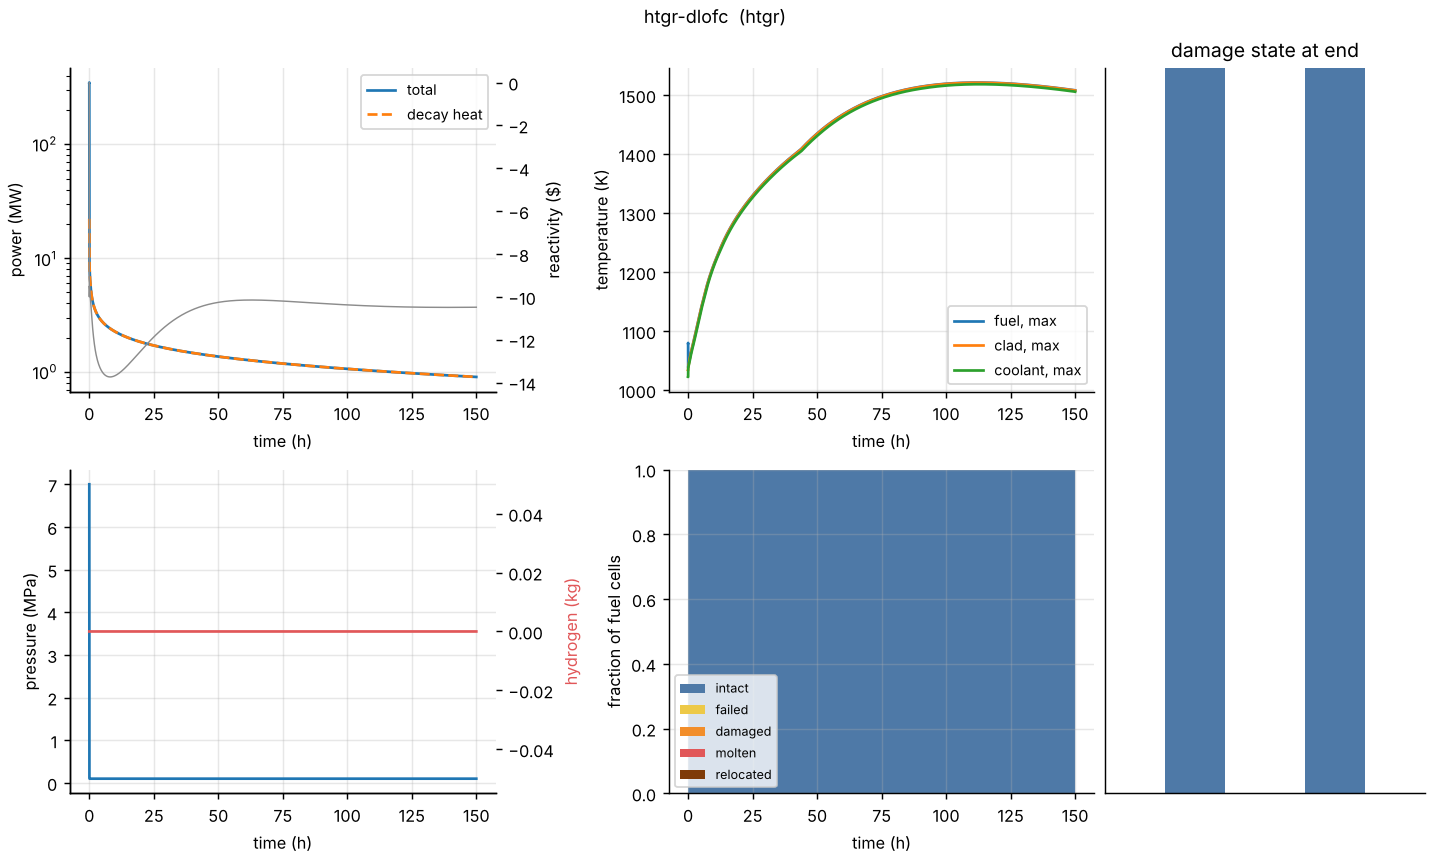 htgr-dlofc (htgr)
total
decay heat
10²
10¹
10⁰
power (MW)
0
−2
−4
−6
−8
−10
−12
−14
reactivity ($)
0 25 50 75 100 125 150
time (h)
1500
1400
1300
1200
1100
1000
temperature (K)
fuel, max
clad, max
coolant, max
0 25 50 75 100 125 150
time (h)
damage state at end
7
6
5
4
3
2
1
0
pressure (MPa)
0.04
0.02
0.00
−0.02
−0.04
hydrogen (kg)
0 25 50 75 100 125 150
time (h)
1.0
0.8
0.6
0.4
0.2
0.0
fraction of fuel cells
intact
failed
damaged
molten
relocated
0 25 50 75 100 125 150
time (h)